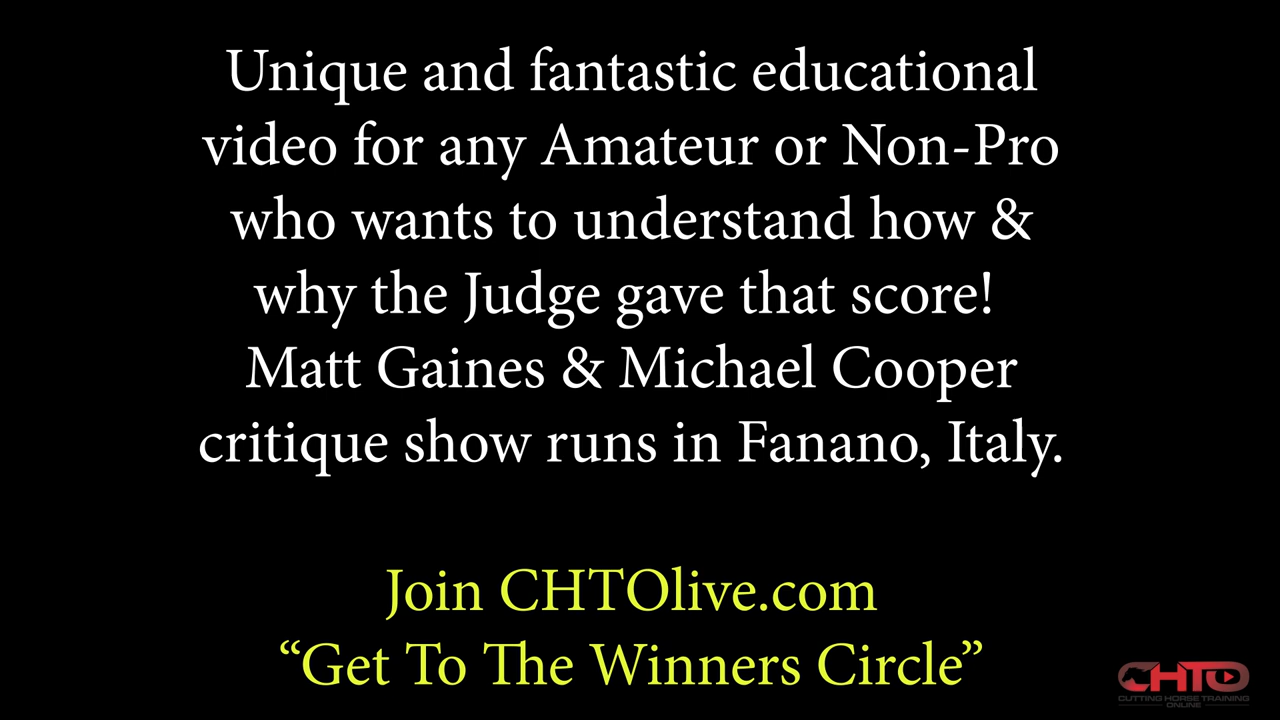 Unique and fantastic educational
video for any Amateur or Non-Pro
who wants to understand how &
why the Judge gave that score!
Matt Gaines & Michael Cooper
critique show runs in Fanano, Italy.
Join CHTOlive.com
“Get To The Winners Circle”
CHTO
CUTTING HORSE TRAINING
ONLINE